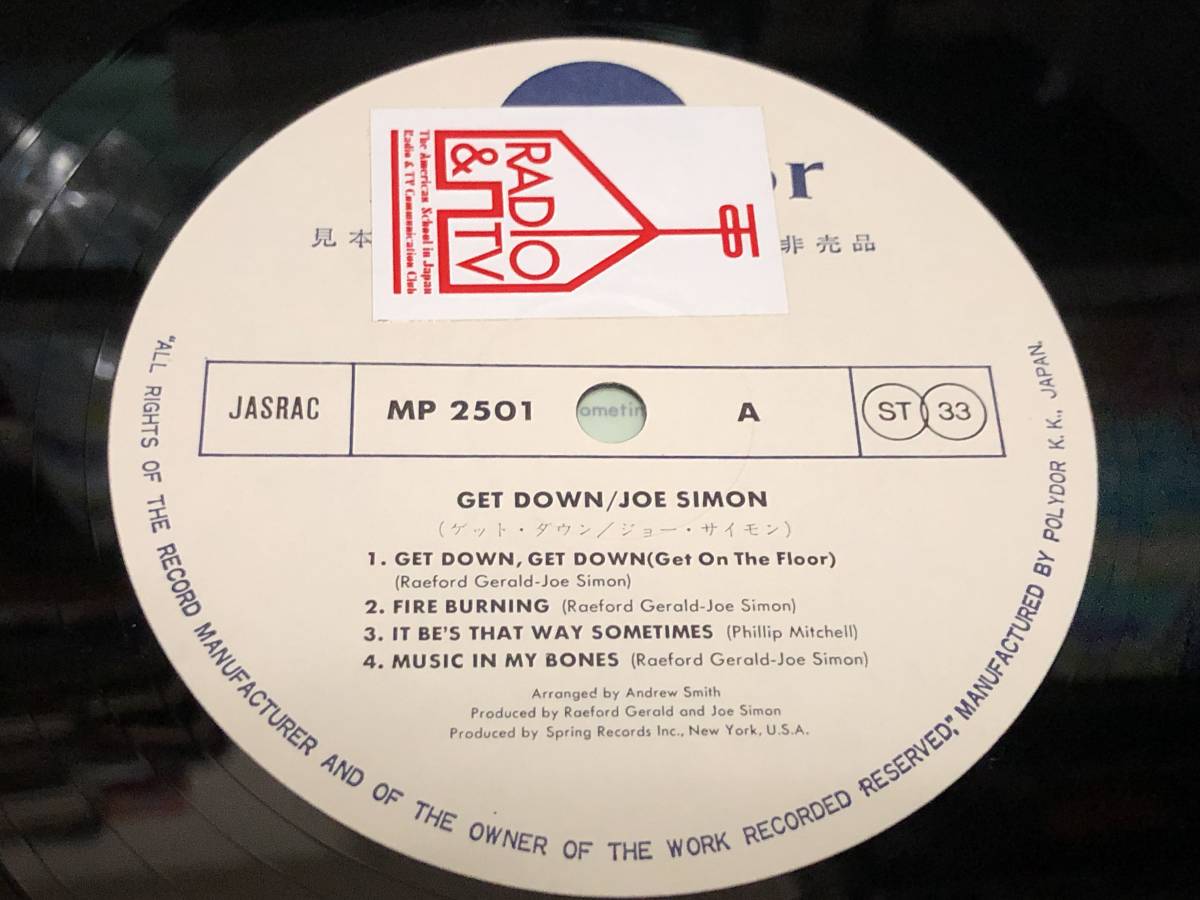 or
見本
非売品
RADIO
& TV
The American School in Japan
Radio & TV Communication Club
JASRAC
MP 2501
ometin
A
ST 33
GET DOWN/JOE SIMON
(ゲット・ダウン/ジョー・サイモン)
1. GET DOWN, GET DOWN(Get On The Floor)
(Raeford Gerald-Joe Simon)
2. FIRE BURNING (Raeford Gerald-Joe Simon)
3. IT BE'S THAT WAY SOMETIMES (Phillip Mitchell)
4. MUSIC IN MY BONES (Raeford Gerald-Joe Simon)
Arranged by Andrew Smith
Produced by Raeford Gerald and Joe Simon
Produced by Spring Records Inc., New York, U.S.A.
"ALL RIGHTS OF THE RECORD MANUFACTURER AND OF THE OWNER OF THE WORK RECORDED RESERVED," MANUFACTURED BY POLYDOR K.K., JAPAN.